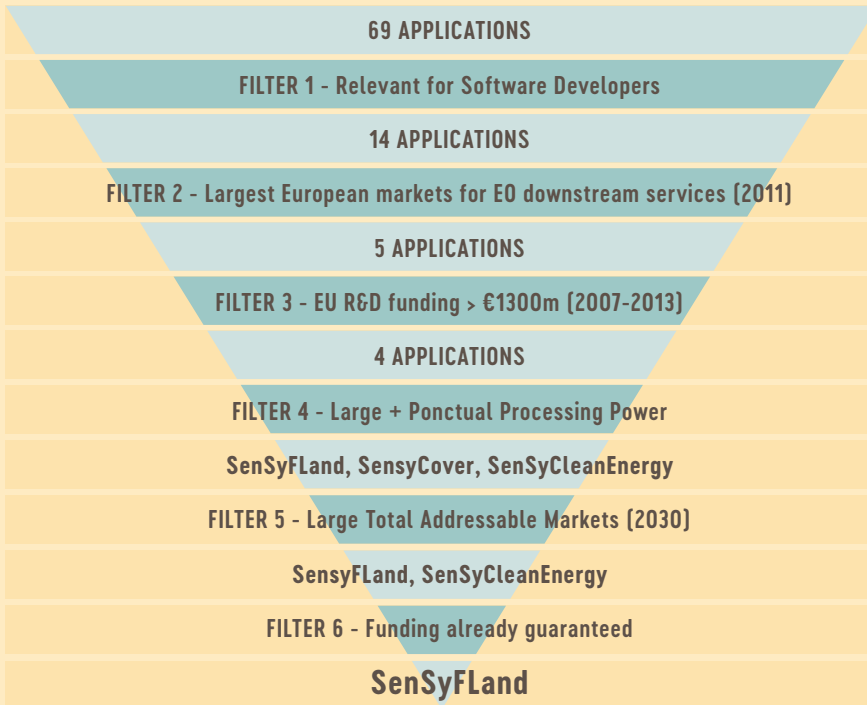 69 APPLICATIONS
FILTER 1 - Relevant for Software Developers
14 APPLICATIONS
FILTER 2 - Largest European markets for EO downstream services (2011)
5 APPLICATIONS
FILTER 3 - EU R&D funding > €1300m (2007-2013)
4 APPLICATIONS
FILTER 4 - Large + Ponctual Processing Power
SenSyFLand, SensyCover, SenSyCleanEnergy
FILTER 5 - Large Total Addressable Markets (2030)
SensyFLand, SenSyCleanEnergy
FILTER 6 - Funding already guaranteed
SenSyFLand